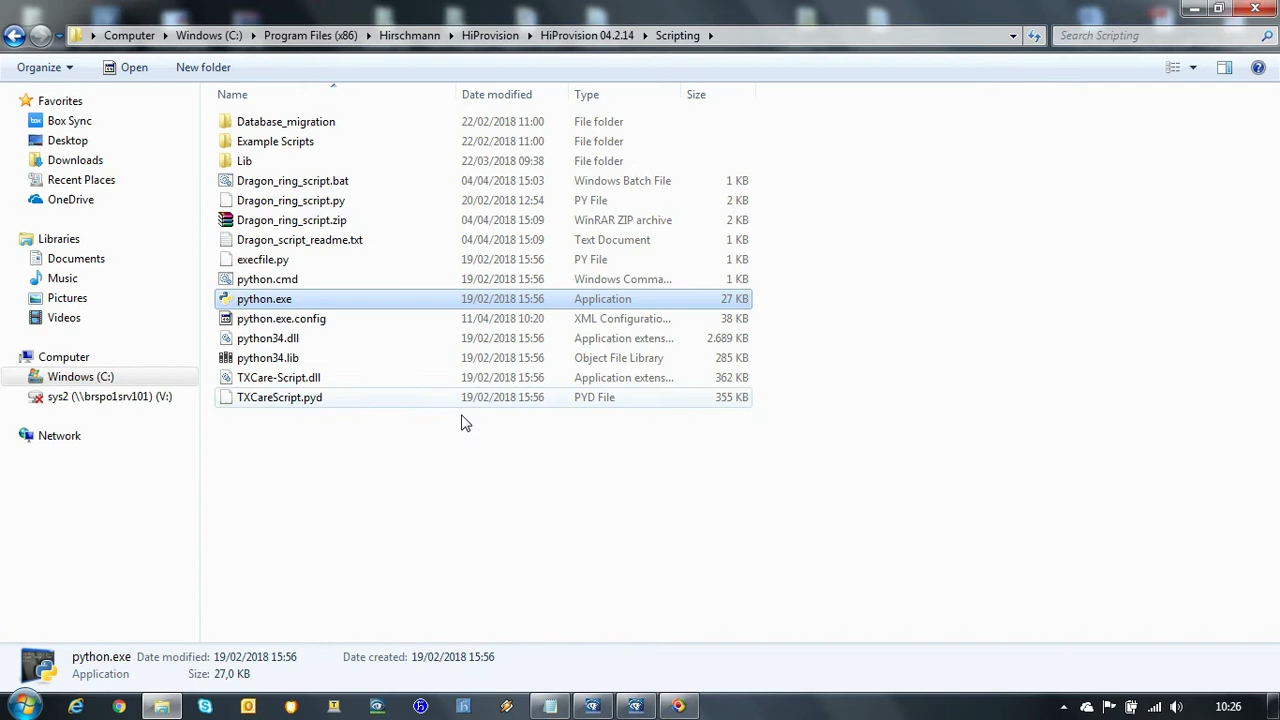 Computer Windows (C:) Program Files (x86) Hirschmann HiProvision HiProvision 04.2.14 Scripting Search Scripting
Organize Open New folder
Name Date modified Type Size
Favorites
Box Sync
Desktop
Downloads
Recent Places
OneDrive
Libraries
Documents
Music
Pictures
Videos
Computer
Windows (C:)
sys2 (\\brspo1srv101) (V:)
Network
Database_migration 22/02/2018 11:00 File folder
Example Scripts 22/02/2018 11:00 File folder
Lib 22/03/2018 09:38 File folder
Dragon_ring_script.bat 04/04/2018 15:03 Windows Batch File 1 KB
Dragon_ring_script.py 20/02/2018 12:54 PY File 2 KB
Dragon_ring_script.zip 04/04/2018 15:09 WinRAR ZIP archive 2 KB
Dragon_script_readme.txt 04/04/2018 15:09 Text Document 1 KB
execfile.py 19/02/2018 15:56 PY File 1 KB
python.cmd 19/02/2018 15:56 Windows Comma... 1 KB
python.exe 19/02/2018 15:56 Application 27 KB
python.exe.config 11/04/2018 10:20 XML Configuratio... 38 KB
python34.dll 19/02/2018 15:56 Application extens... 2.689 KB
python34.lib 19/02/2018 15:56 Object File Library 285 KB
TXCare-Script.dll 19/02/2018 15:56 Application extens... 362 KB
TXCareScript.pyd 19/02/2018 15:56 PYD File 355 KB
python.exe Date modified: 19/02/2018 15:56 Date created: 19/02/2018 15:56
Application Size: 27,0 KB
10:26